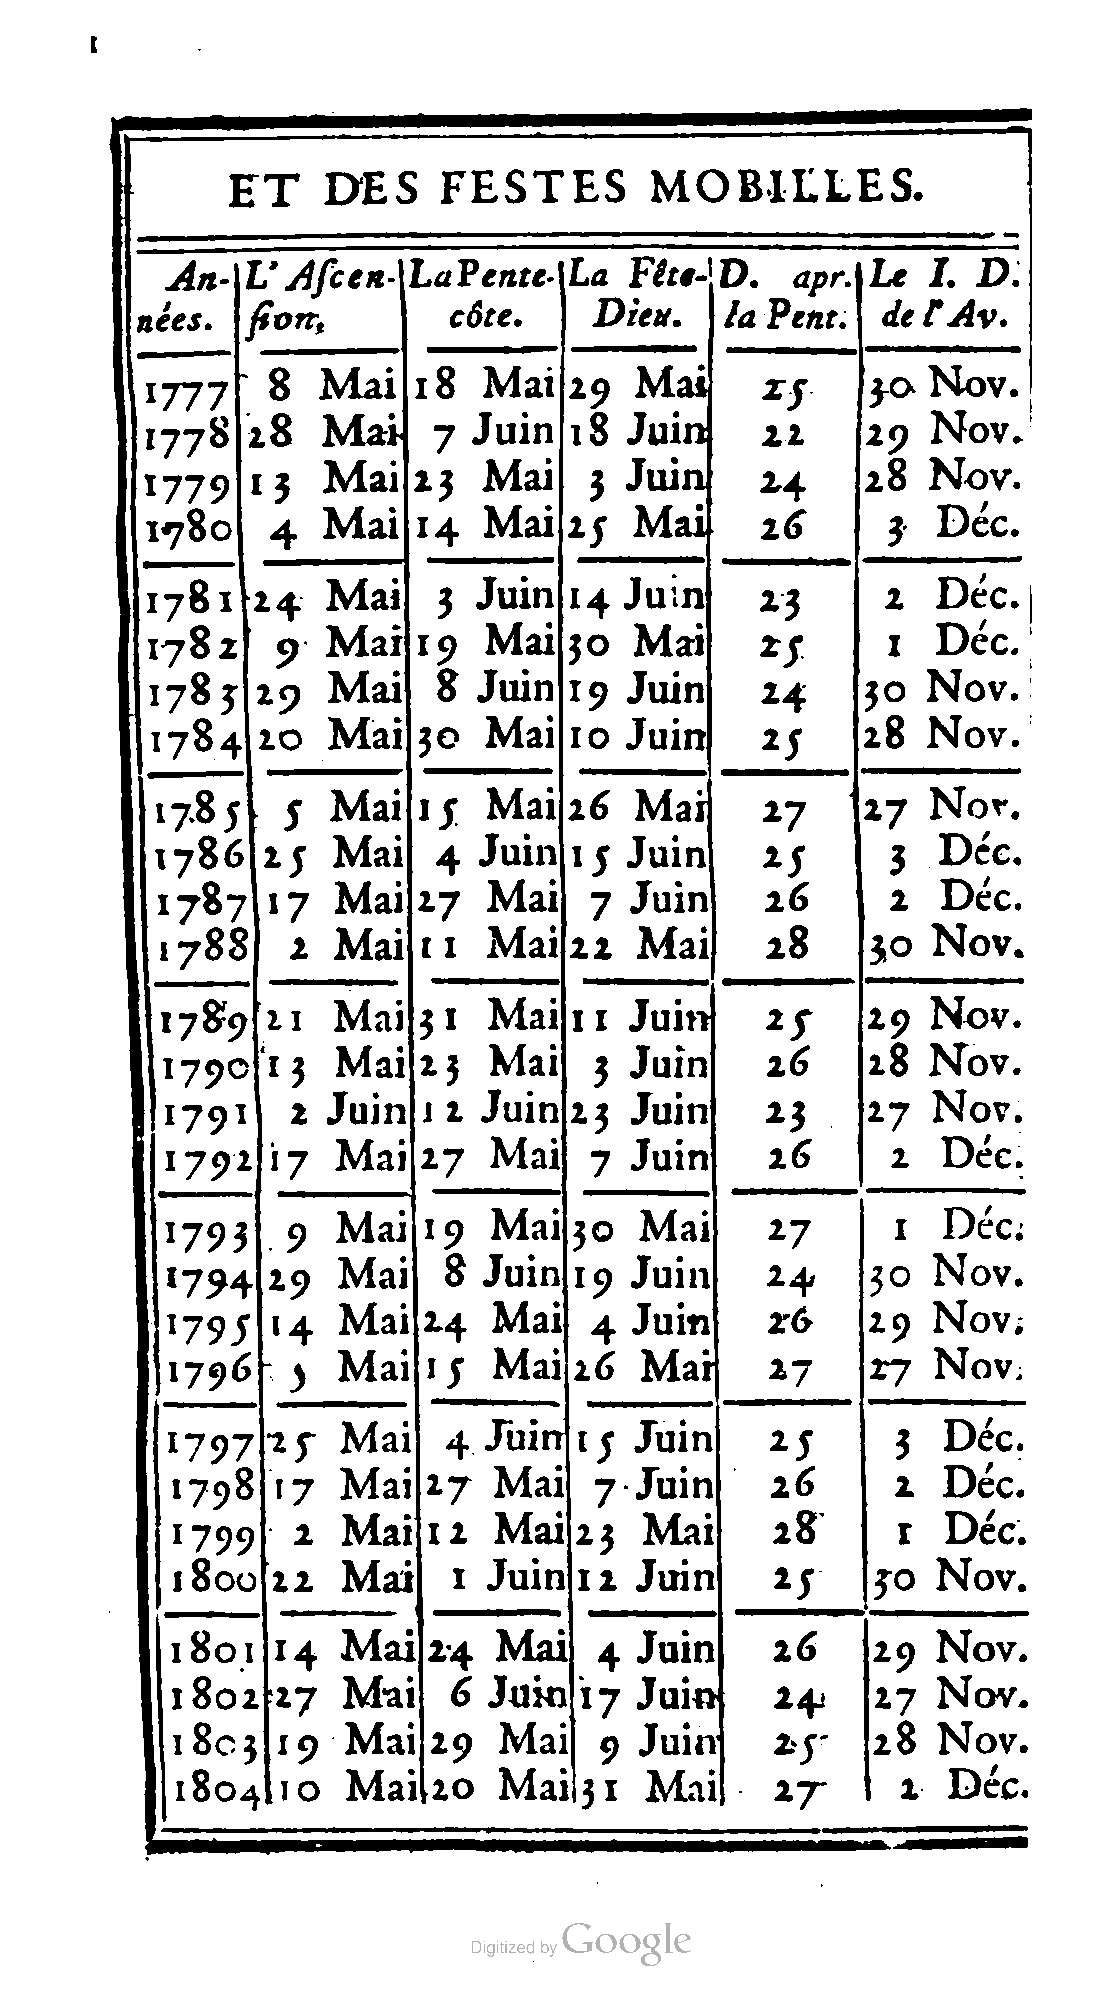 ET DES FESTES MOBILLES.
An- L'Aſcen- La Pente- La Fête- D. apr. Le I. D.
nées. ſion, côte. Dieu. la Pent. de l'Av.
1777 8 Mai 18 Mai 29 Mai 25 30 Nov.
1778 28 Mai 7 Juin 18 Juin 22 29 Nov.
1779 13 Mai 23 Mai 3 Juin 24 28 Nov.
1780 4 Mai 14 Mai 25 Mai 26 3 Déc.
1781 24 Mai 3 Juin 14 Juin 23 2 Déc.
1782 9 Mai 19 Mai 30 Mai 25 1 Déc.
1783 29 Mai 8 Juin 19 Juin 24 30 Nov.
1784 20 Mai 30 Mai 10 Juin 25 28 Nov.
1785 5 Mai 15 Mai 26 Mai 27 27 Nov.
1786 25 Mai 4 Juin 15 Juin 25 3 Déc.
1787 17 Mai 27 Mai 7 Juin 26 2 Déc.
1788 2 Mai 11 Mai 22 Mai 28 30 Nov.
1789 21 Mai 31 Mai 11 Juin 25 29 Nov.
1790 13 Mai 23 Mai 3 Juin 26 28 Nov.
1791 2 Juin 12 Juin 23 Juin 23 27 Nov.
1792 17 Mai 27 Mai 7 Juin 26 2 Déc.
1793 9 Mai 19 Mai 30 Mai 27 1 Déc.
1794 29 Mai 8 Juin 19 Juin 24 30 Nov.
1795 14 Mai 24 Mai 4 Juin 26 29 Nov.
1796 5 Mai 15 Mai 26 Mai 27 27 Nov.
1797 25 Mai 4 Juin 15 Juin 25 3 Déc.
1798 17 Mai 27 Mai 7 Juin 26 2 Déc.
1799 2 Mai 12 Mai 23 Mai 28 1 Déc.
1800 22 Mai 1 Juin 12 Juin 25 30 Nov.
1801 14 Mai 24 Mai 4 Juin 26 29 Nov.
1802 27 Mai 6 Juin 17 Juin 24 27 Nov.
1803 19 Mai 29 Mai 9 Juin 25 28 Nov.
1804 10 Mai 20 Mai 31 Mai 27 2 Déc.
Digitized by Google